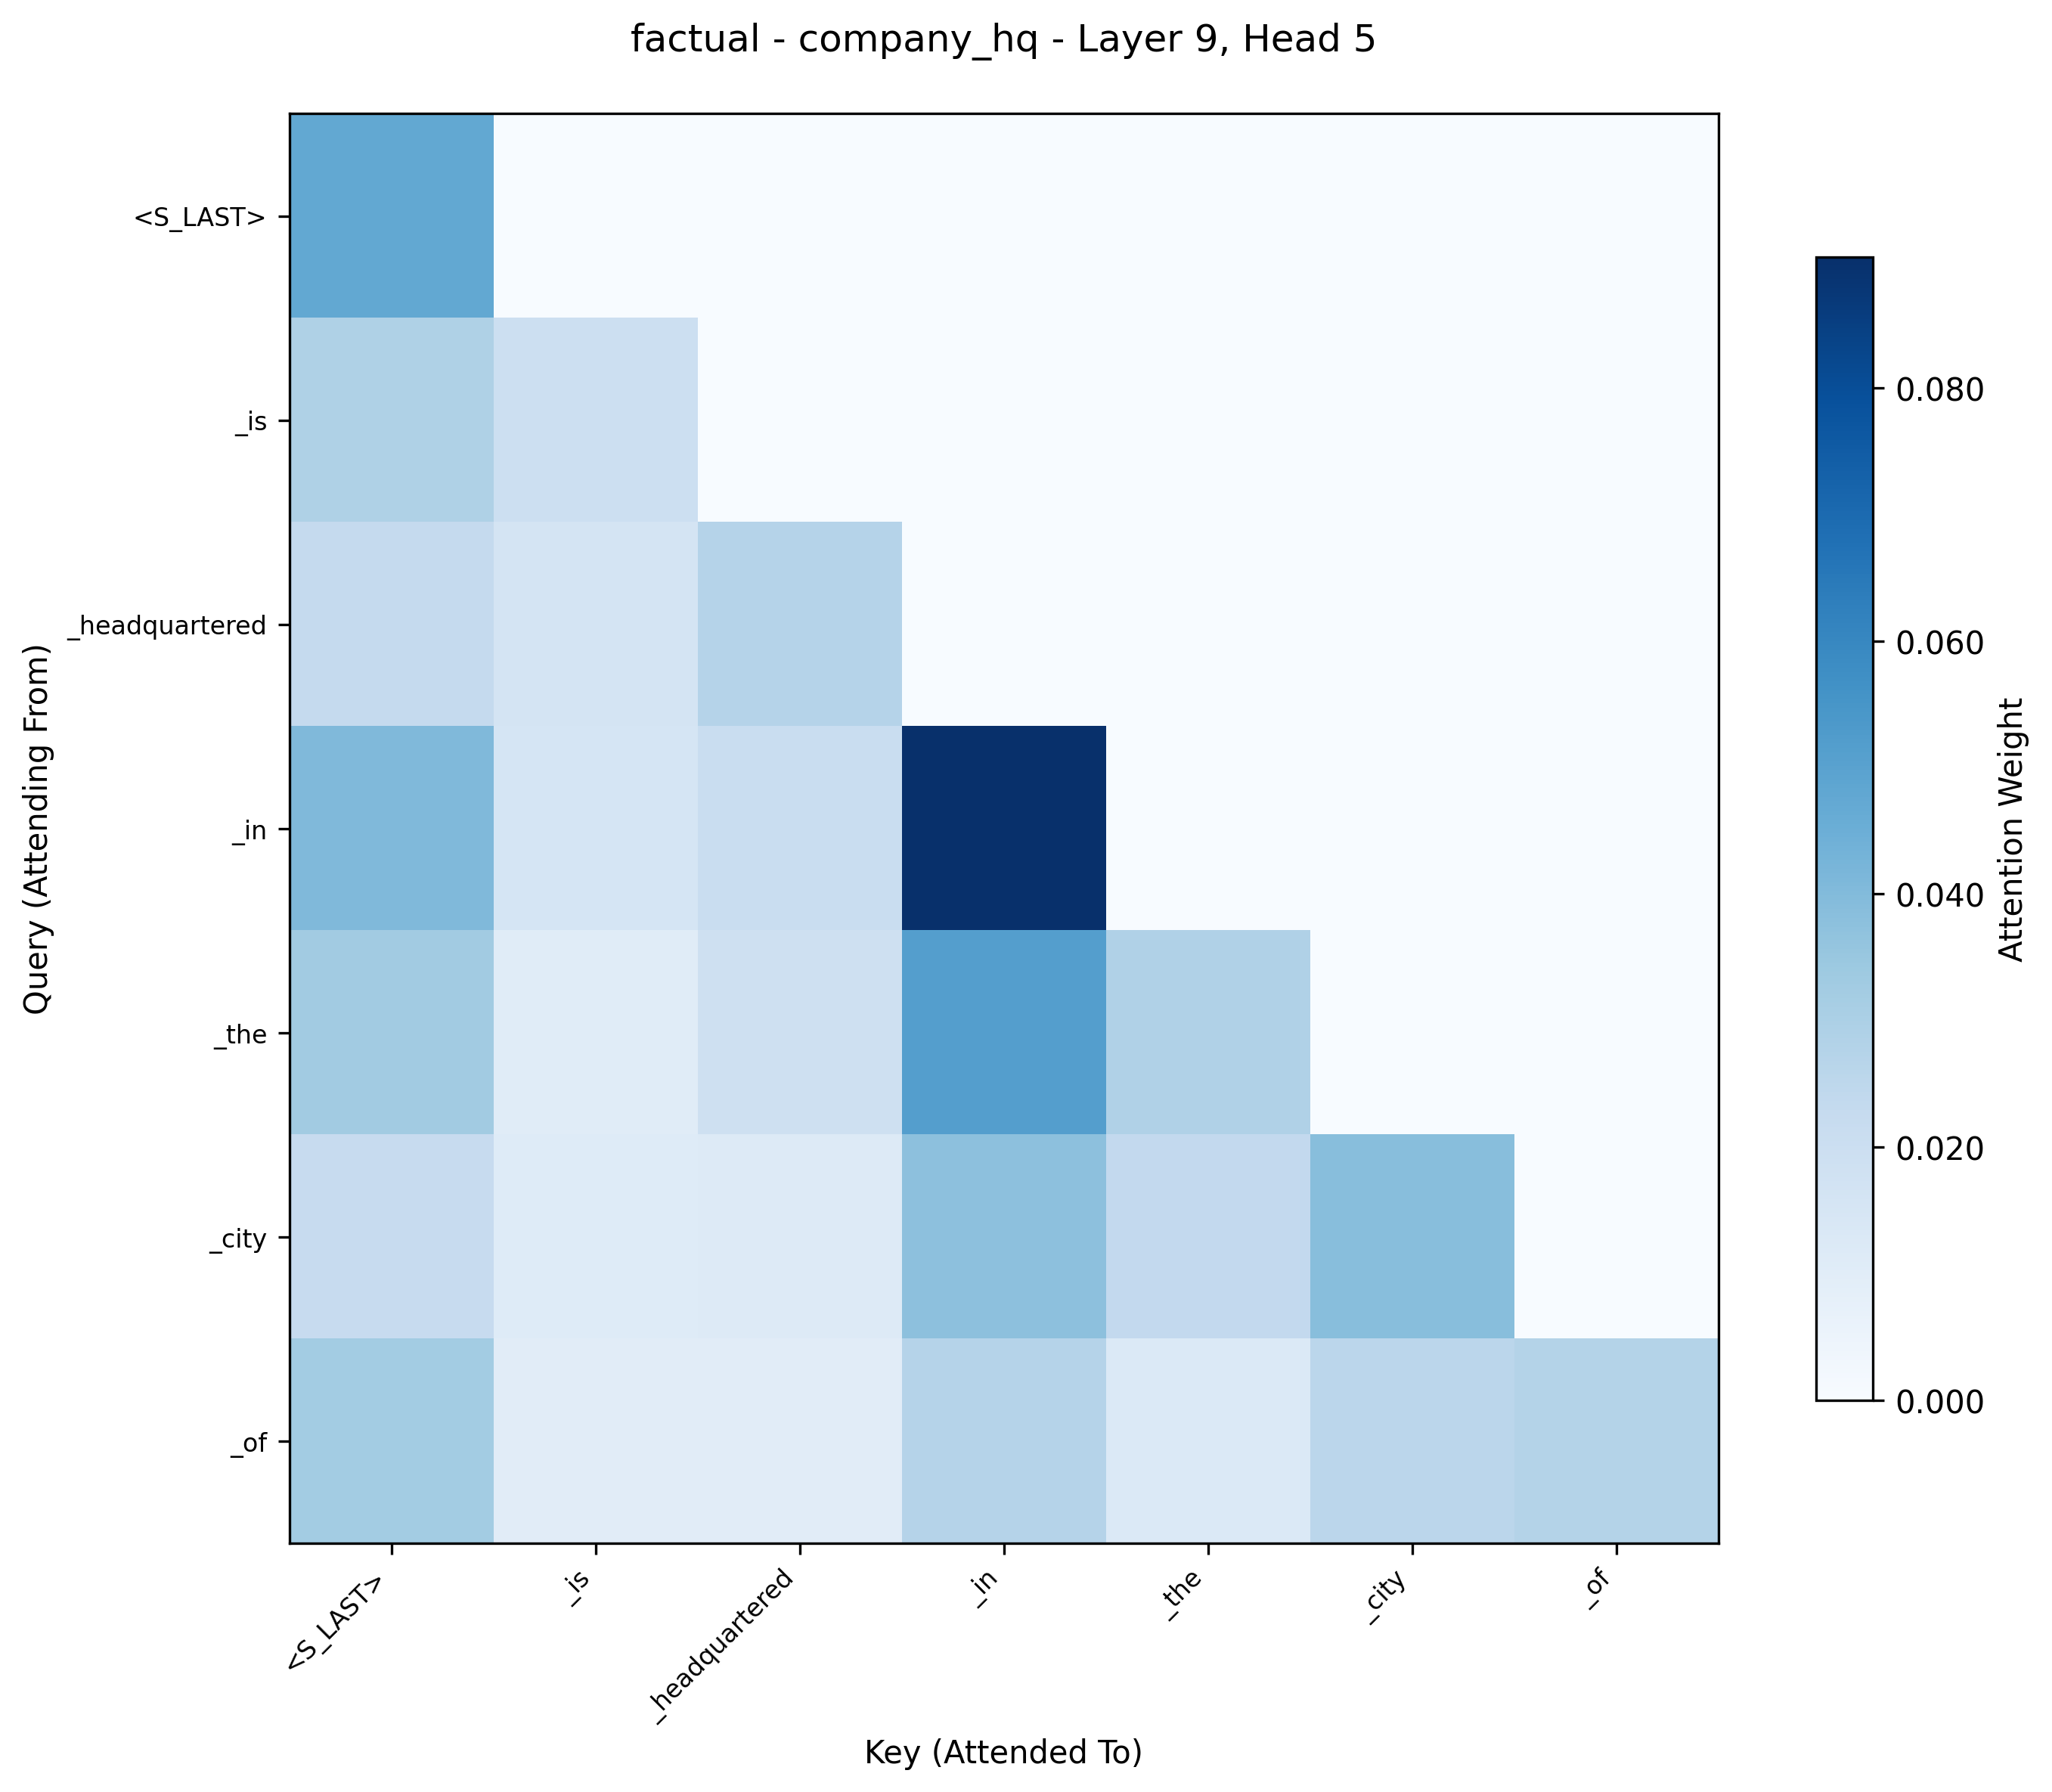 factual - company_hq - Layer 9, Head 5
Query (Attending From)
<S_LAST>
_is
_headquartered
_in
_the
_city
_of
<S_LAST>
_is
_headquartered
_in
_the
_city
_of
Key (Attended To)
0.080
0.060
0.040
0.020
0.000
Attention Weight